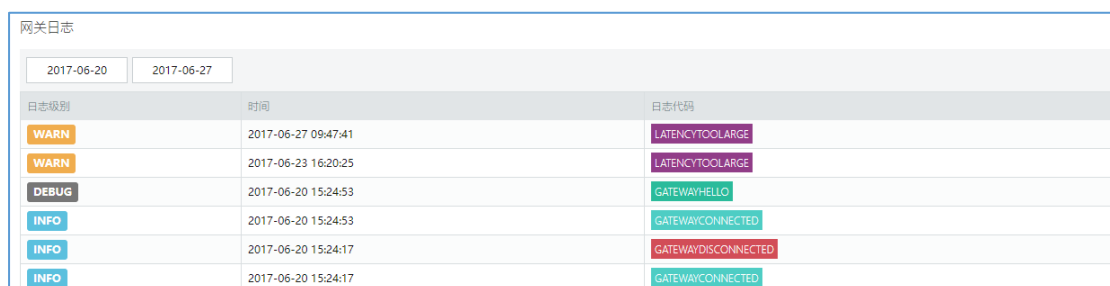 网关日志
2017-06-20 2017-06-27
日志级别 时间 日志代码
WARN 2017-06-27 09:47:41 LATENCYTOOLARGE
WARN 2017-06-23 16:20:25 LATENCYTOOLARGE
DEBUG 2017-06-20 15:24:53 GATEWAYHELLO
INFO 2017-06-20 15:24:53 GATEWAYCONNECTED
INFO 2017-06-20 15:24:17 GATEWAYDISCONNECTED
INFO 2017-06-20 15:24:17 GATEWAYCONNECTED